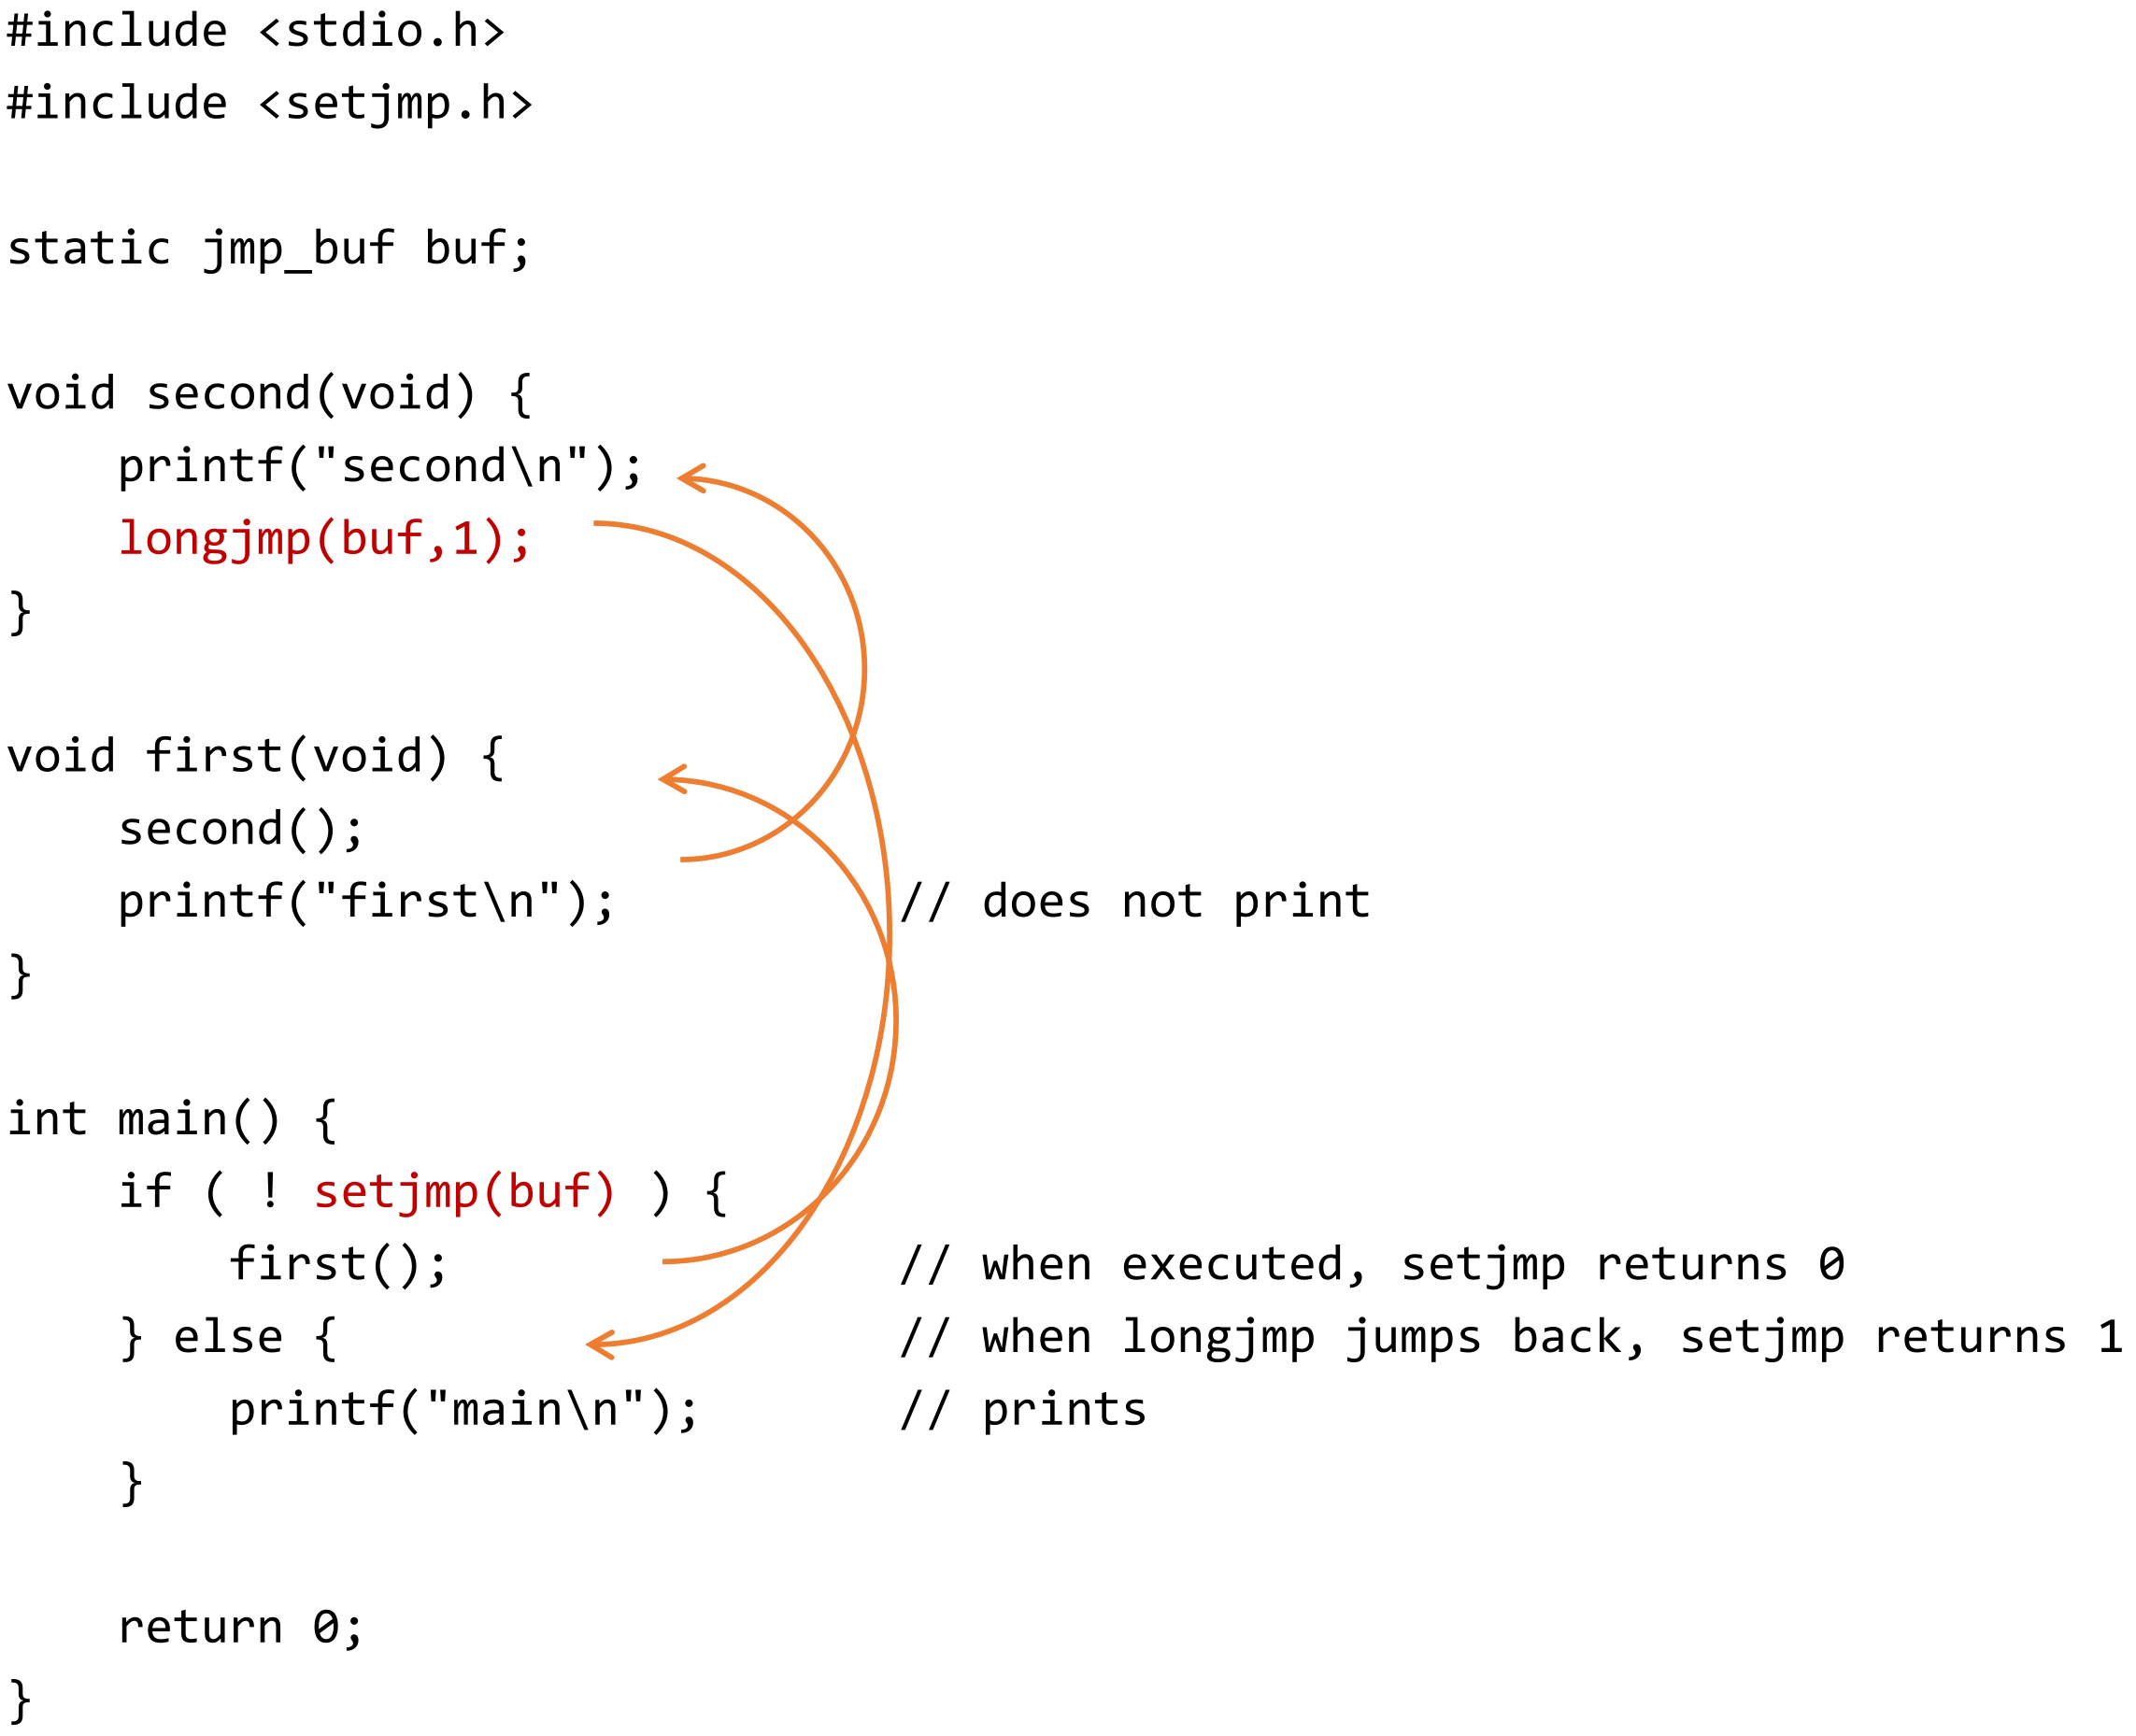 #include <stdio.h>
#include <setjmp.h>
static jmp_buf buf;
void second(void) {
    printf("second\n");
    longjmp(buf,1);
}
void first(void) {
    second();
    printf("first\n");          // does not print
}
int main() {
    if ( ! setjmp(buf) ) {
        first();                // when executed, setjmp returns 0
    } else {                    // when longjmp jumps back, setjmp returns 1
        printf("main\n");       // prints
    }
    return 0;
}